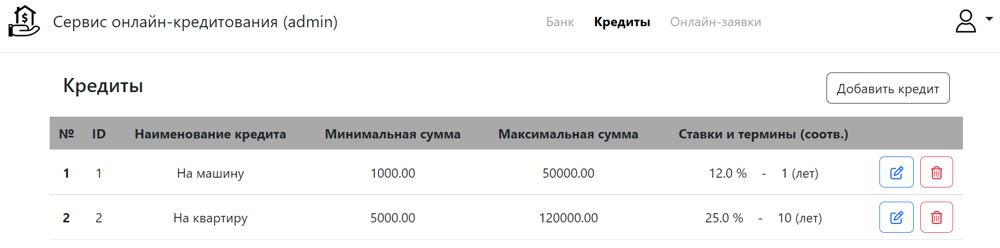 Сервис онлайн-кредитования (admin) Банк Кредиты Онлайн-заявки
Кредиты Добавить кредит
№ ID Наименование кредита Минимальная сумма Максимальная сумма Ставки и термины (соотв.)
1 1 На машину 1000.00 50000.00 12.0 % - 1 (лет)
2 2 На квартиру 5000.00 120000.00 25.0 % - 10 (лет)